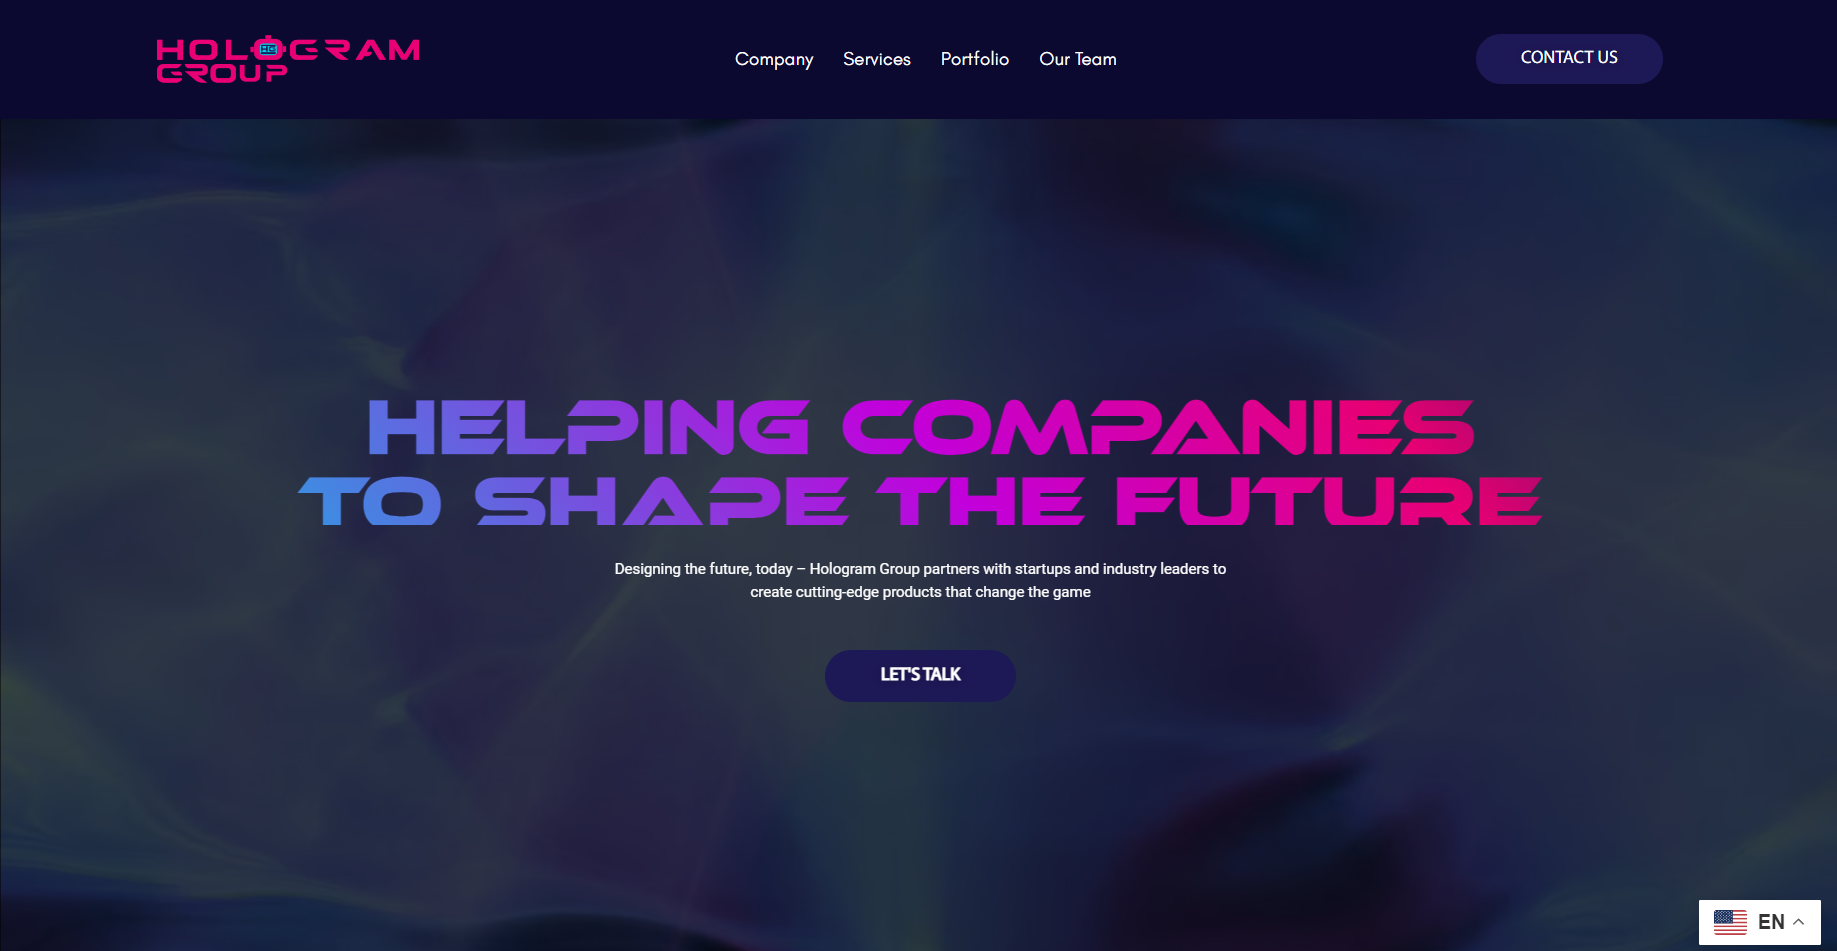 HOLOGRAM
GROUP
HG
Company Services Portfolio Our Team
CONTACT US
HELPING COMPANIES
TO SHAPE THE FUTURE
Designing the future, today – Hologram Group partners with startups and industry leaders to
create cutting-edge products that change the game
LET'S TALK
EN